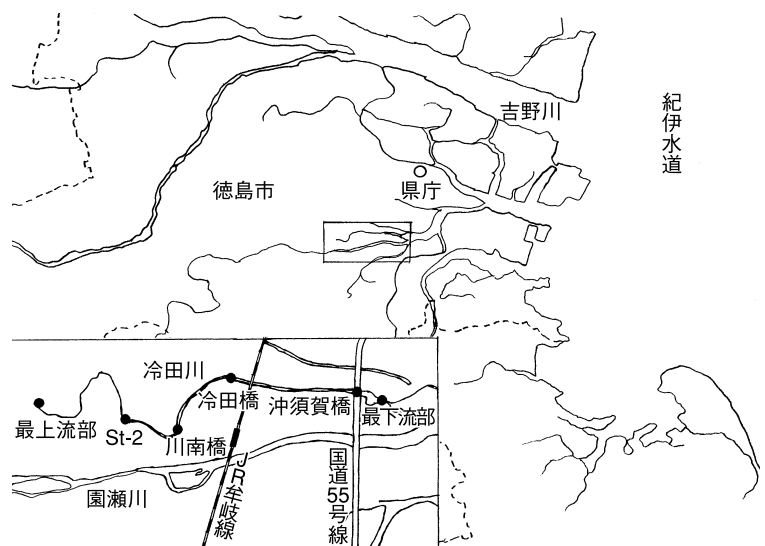 吉野川
紀伊水道
県庁
徳島市
冷田川
冷田橋
沖須賀橋
最下流部
最上流部
St-2
川南橋
園瀬川
JR牟岐線
国道55号線